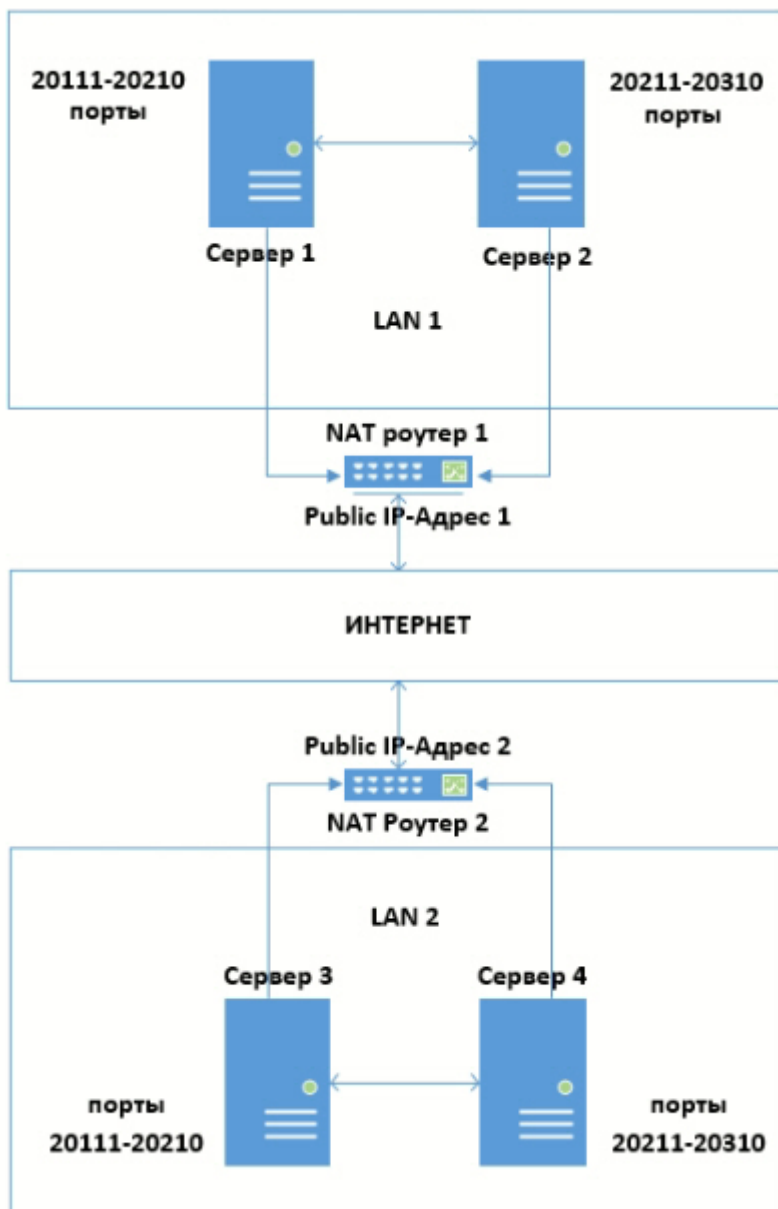 20111-20210
порты
20211-20310
порты
Сервер 1
Сервер 2
LAN 1
NAT роутер 1
Public IP-Адрес 1
ИНТЕРНЕТ
Public IP-Адрес 2
NAT Роутер 2
LAN 2
Сервер 3
Сервер 4
порты
20111-20210
порты
20211-20310